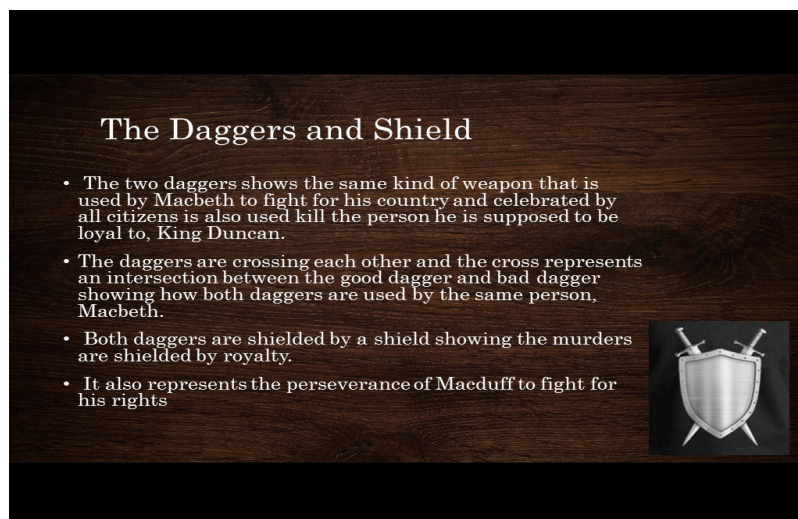 The Daggers and Shield
• The two daggers shows the same kind of weapon that is
used by Macbeth to fight for his country and celebrated by
all citizens is also used kill the person he is supposed to be
loyal to, King Duncan.
• The daggers are crossing each other and the cross represents
an intersection between the good dagger and bad dagger
showing how both daggers are used by the same person,
Macbeth.
• Both daggers are shielded by a shield showing the murders
are shielded by royalty.
• It also represents the perseverance of Macduff to fight for
his rights